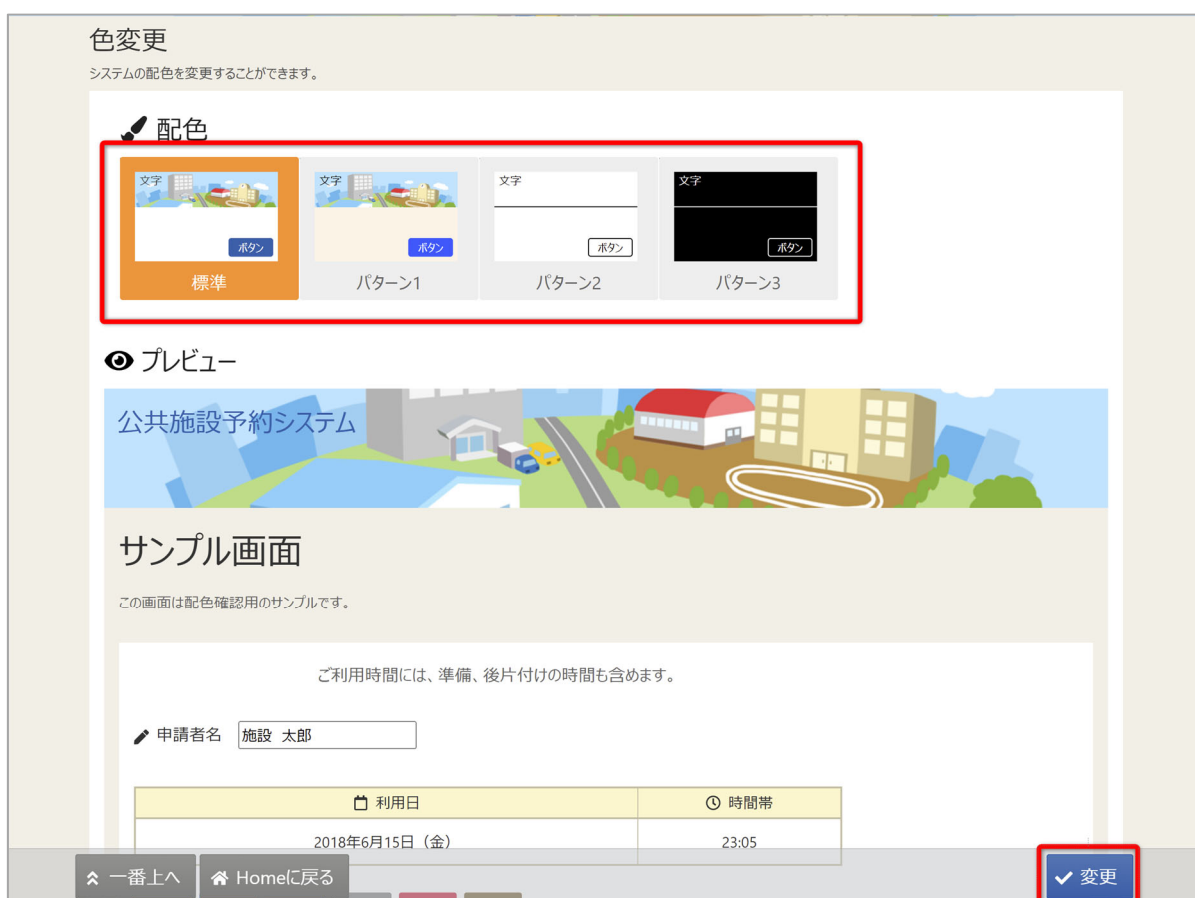 色変更
システムの配色を変更することができます。
配色
文字 文字 文字 文字
ボタン ボタン ボタン ボタン
標準 パターン1 パターン2 パターン3
プレビュー
公共施設予約システム
サンプル画面
この画面は配色確認用のサンプルです。
ご利用時間には、準備、後片付けの時間も含めます。
申請者名 施設 太郎
利用日 時間帯
2018年6月15日（金） 23:05
一番上へ Homeに戻る 変更